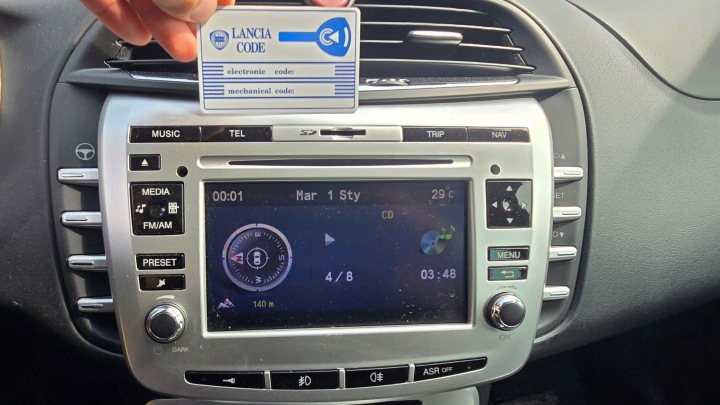 LANCIA
CODE
electronic code:
mechanical code:
MUSIC TEL SD TRIP NAV
MEDIA
FM/AM
PRESET
00:01 Mar 1 Sty 29°C
CD
4/8 03:48
140 m
MENU
OK
DARK
ASR OFF